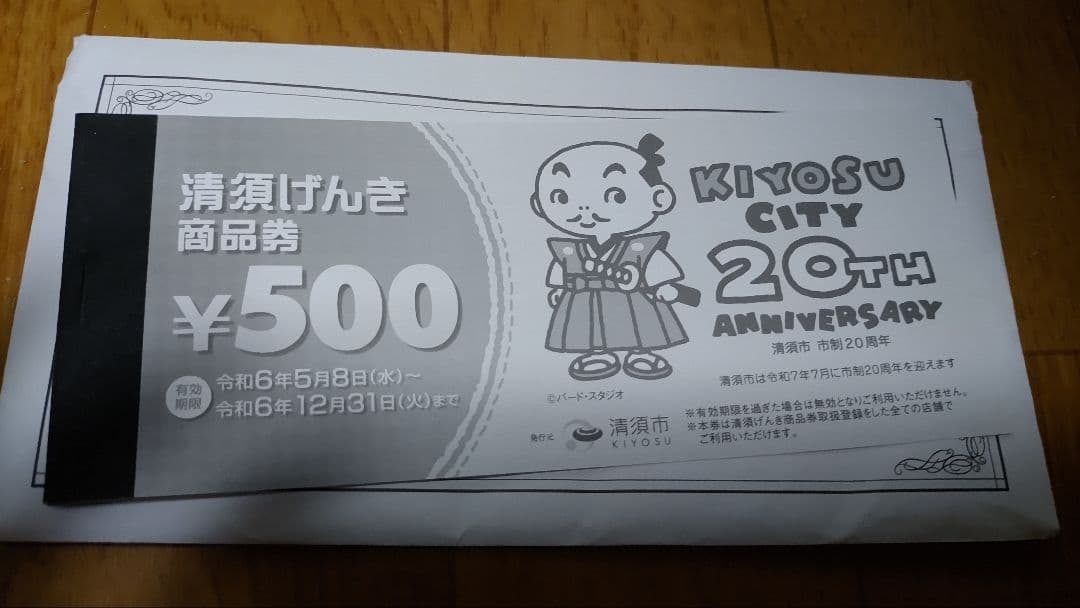 清須げんき
商品券
¥500
有効
期限
令和6年5月8日(水)~
令和6年12月31日(火)まで
KIYOSU
CITY
20TH
ANNIVERSARY
清須市 市制20周年
清須市は令和7年7月に市制20周年を迎えます
©バード・スタジオ
発行元
清須市
KIYOSU
※有効期限を過ぎた場合は無効となりご利用いただけません。
※本券は清須げんき商品券取扱登録をした全ての店舗で
ご利用いただけます。